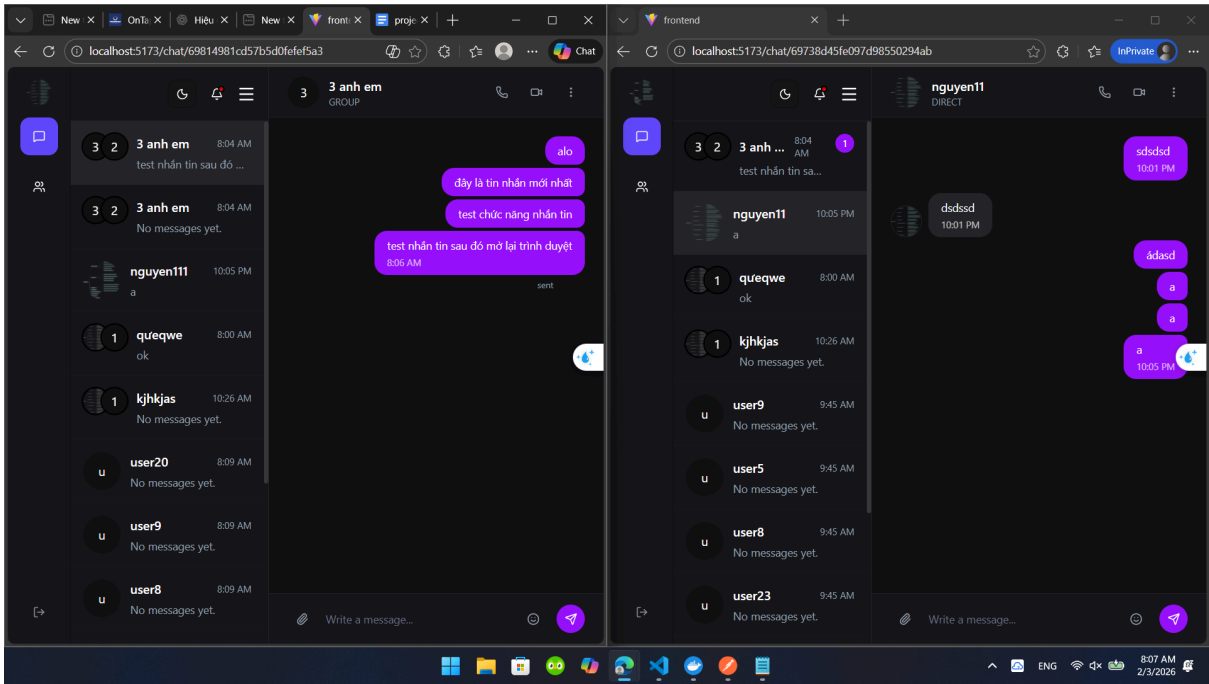 New
OnTa
Hiệu
New
front
proje
localhost:5173/chat/69814981cd57b5d0fefef5a3
Chat
3
3 anh em
GROUP
3 2
3 anh em
8:04 AM
test nhắn tin sau đó ...
3 2
3 anh em
8:04 AM
No messages yet.
nguyen111
10:05 PM
a
1
qưeqwe
8:00 AM
ok
1
kjhkjas
10:26 AM
No messages yet.
u
user20
8:09 AM
No messages yet.
u
user9
8:09 AM
No messages yet.
u
user8
8:09 AM
No messages yet.
alo
đây là tin nhắn mới nhất
test chức năng nhắn tin
test nhắn tin sau đó mở lại trình duyệt
8:06 AM
sent
Write a message...
frontend
localhost:5173/chat/69738d45fe097d98550294ab
InPrivate
nguyen11
DIRECT
3 2
3 anh ...
8:04
AM
1
test nhắn tin sa...
nguyen11
10:05 PM
a
1
qưeqwe
8:00 AM
ok
1
kjhkjas
10:26 AM
No messages yet.
u
user9
9:45 AM
No messages yet.
u
user5
9:45 AM
No messages yet.
u
user8
9:45 AM
No messages yet.
u
user23
9:45 AM
No messages yet.
sdsdsd
10:01 PM
dsdssd
10:01 PM
ádasd
a
a
a
10:05 PM
Write a message...
ENG
8:07 AM
2/3/2026